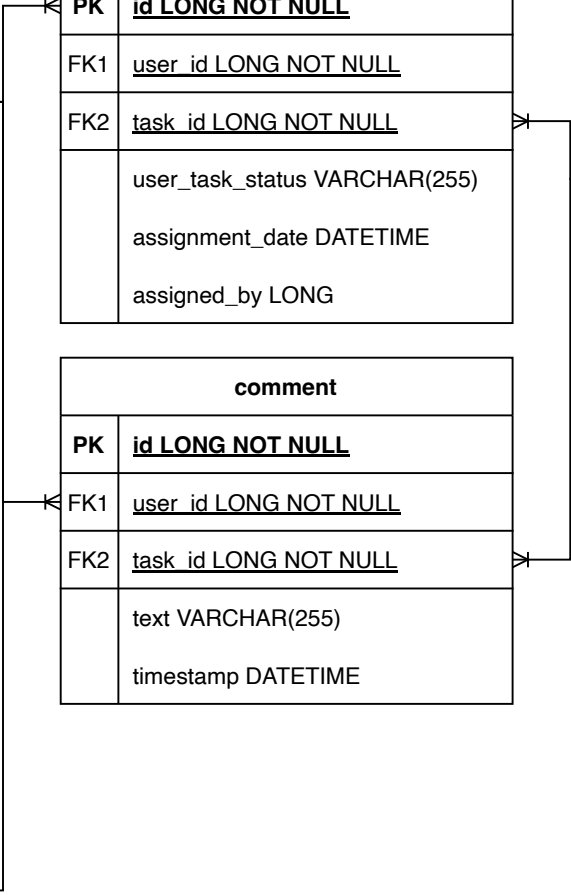 PK id LONG NOT NULL
FK1 user_id LONG NOT NULL
FK2 task_id LONG NOT NULL
user_task_status VARCHAR(255)
assignment_date DATETIME
assigned_by LONG
comment
PK id LONG NOT NULL
FK1 user_id LONG NOT NULL
FK2 task_id LONG NOT NULL
text VARCHAR(255)
timestamp DATETIME